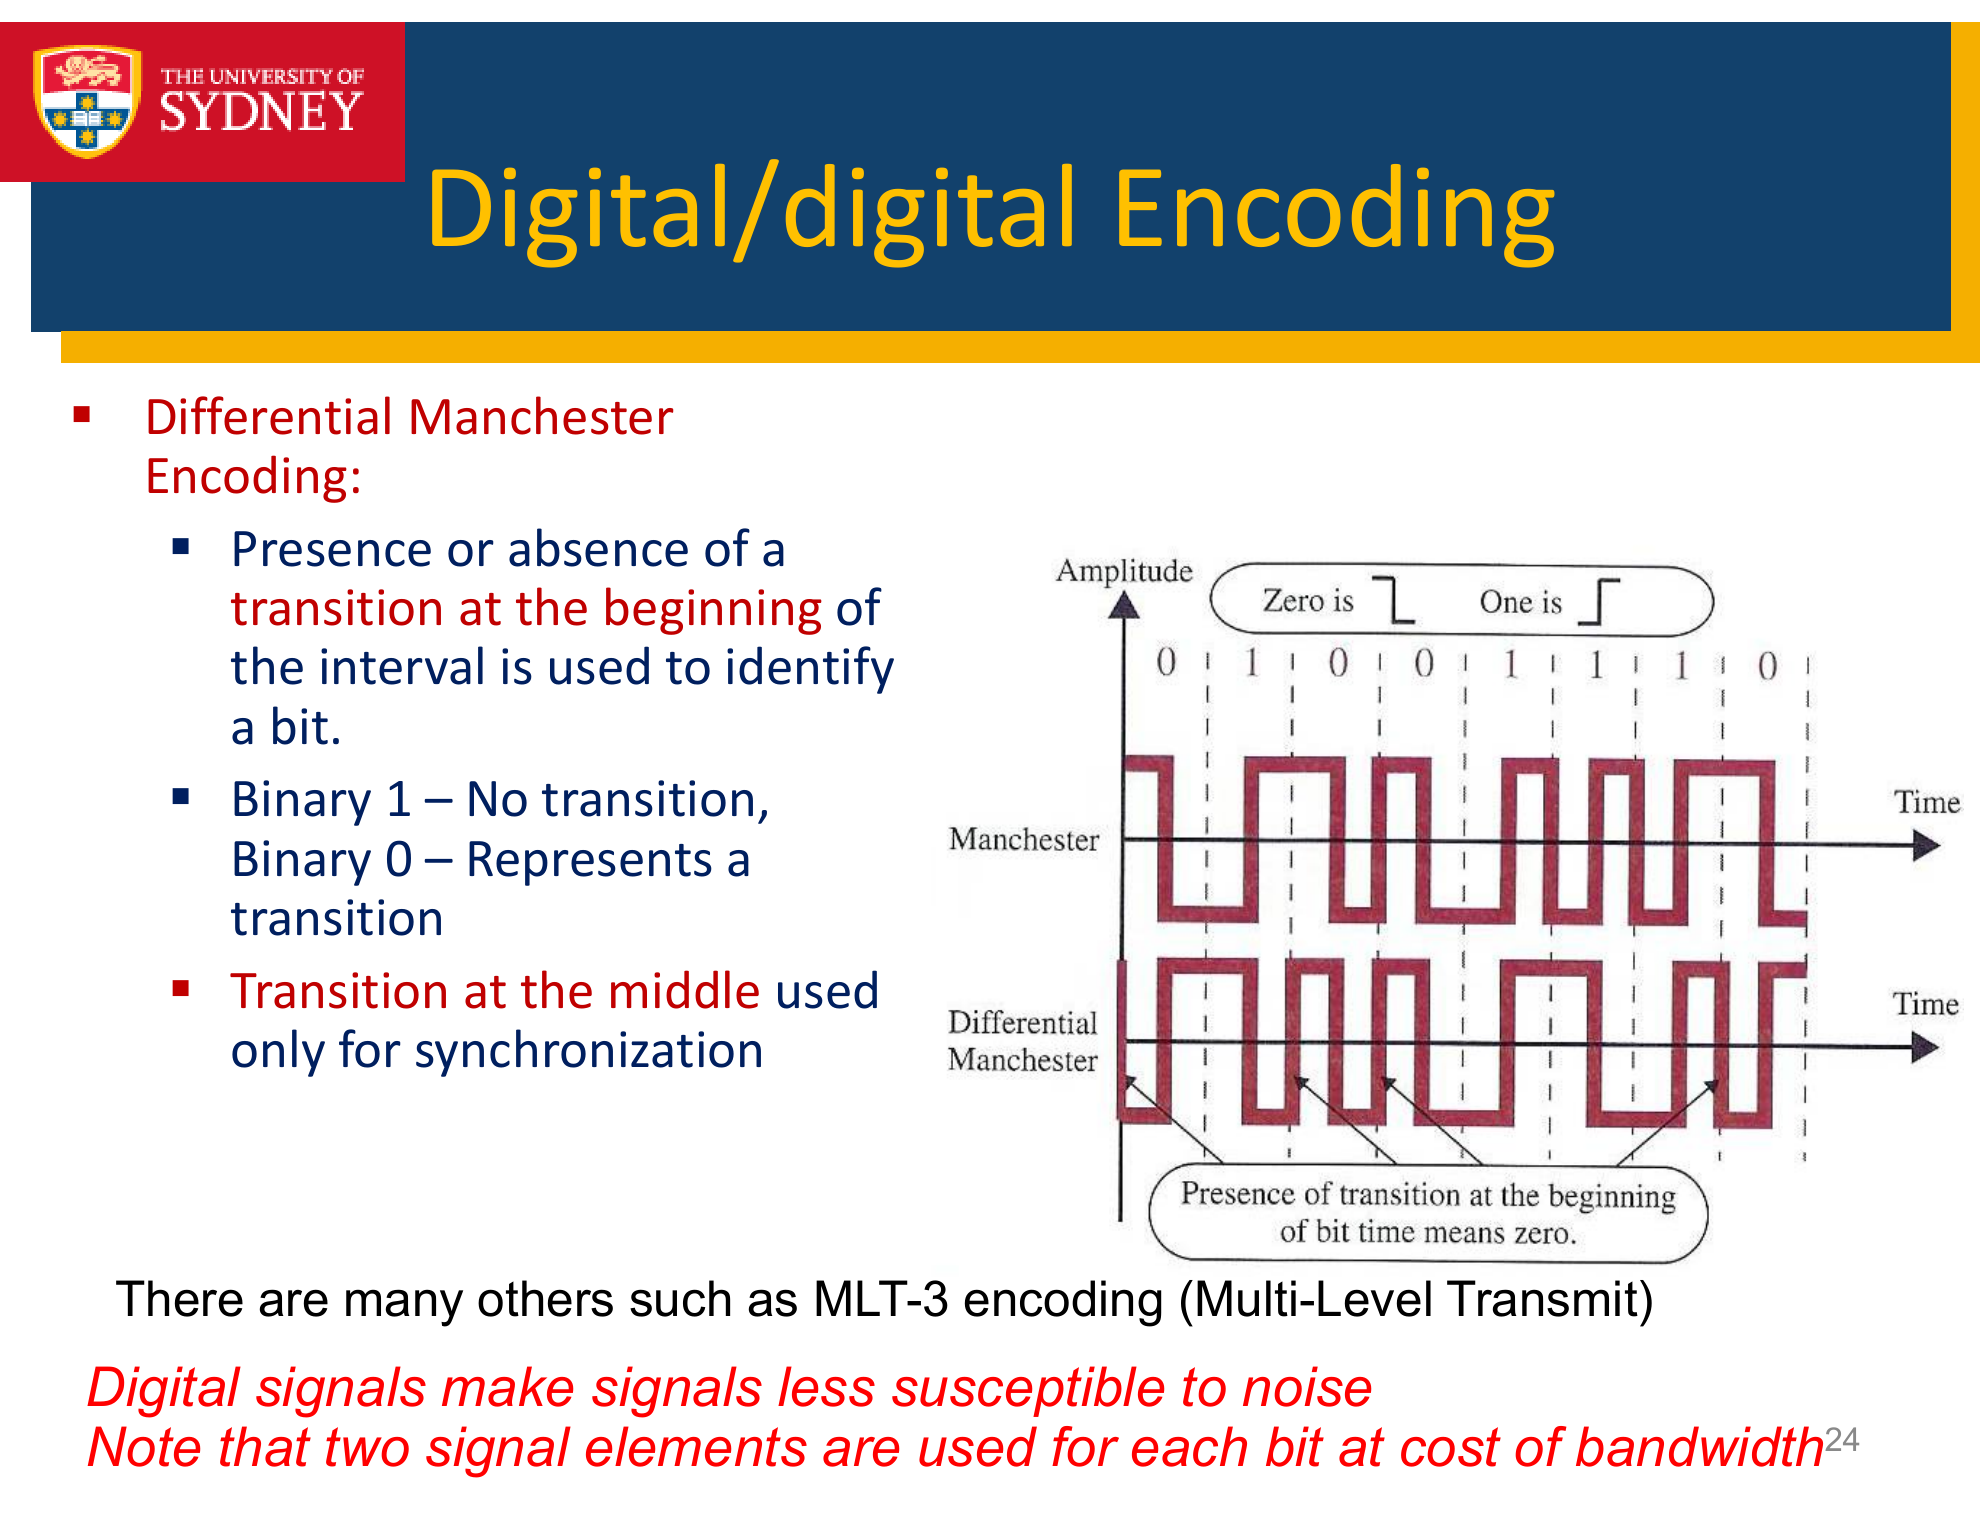 THE UNIVERSITY OF
SYDNEY
Digital/digital Encoding
▪ Differential Manchester
Encoding:
▪ Presence or absence of a
transition at the beginning of
the interval is used to identify
a bit.
▪ Binary 1 – No transition,
Binary 0 – Represents a
transition
▪ Transition at the middle used
only for synchronization
Amplitude
Zero is One is
0 1 0 0 1 1 1 0
Time
Manchester
Time
Differential
Manchester
Presence of transition at the beginning
of bit time means zero.
There are many others such as MLT-3 encoding (Multi-Level Transmit)
Digital signals make signals less susceptible to noise
Note that two signal elements are used for each bit at cost of bandwidth
24